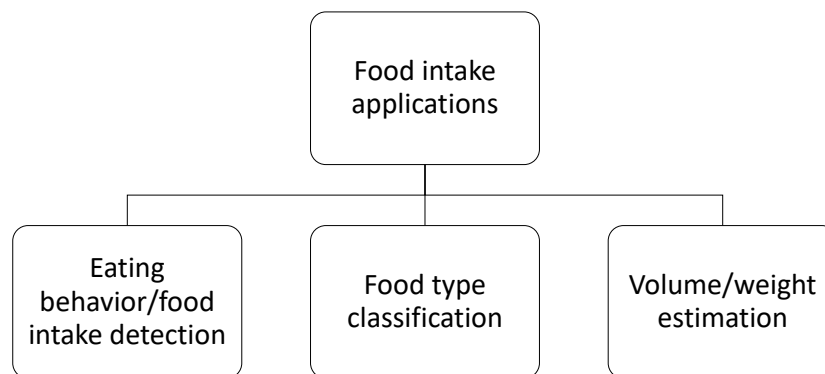 Food intake
applications
Eating
behavior/food
intake detection
Food type
classification
Volume/weight
estimation